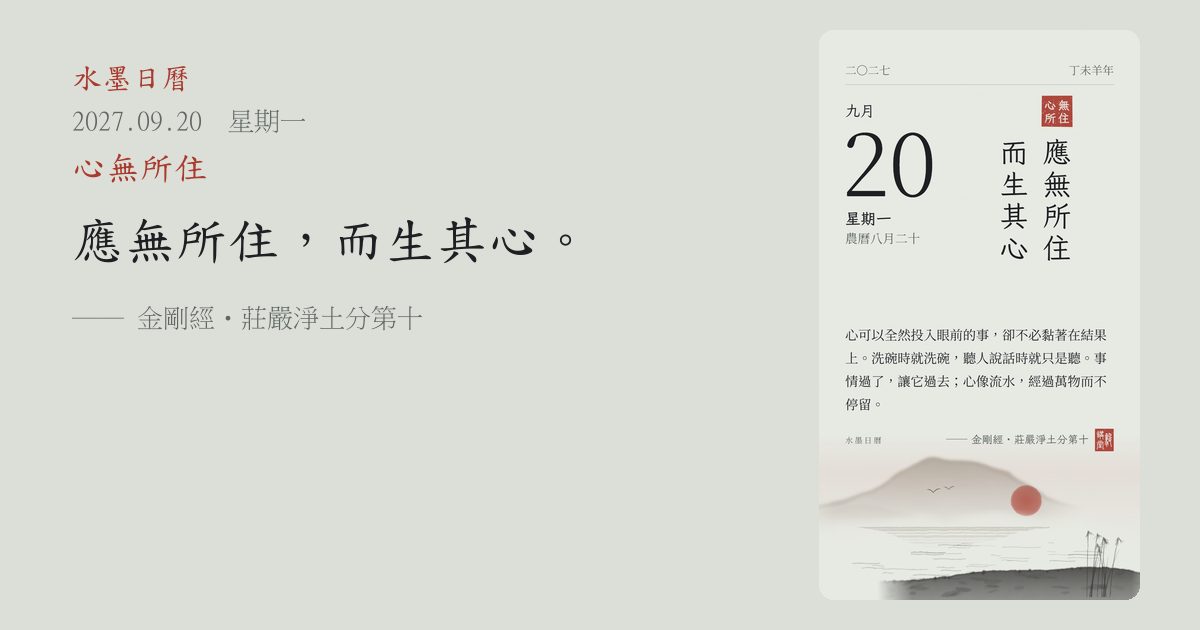 水墨日曆
2027.09.20　星期一
心無所住
應無所住，而生其心。
—— 金剛經・莊嚴淨土分第十
二〇二七
丁未羊年
九月
20
星期一
農曆八月二十
無住
心所
應無所住
而生其心
心可以全然投入眼前的事，卻不必黏著在結果
上。洗碗時就洗碗，聽人說話時就只是聽。事
情過了，讓它過去；心像流水，經過萬物而不
停留。
水墨日曆
—— 金剛經・莊嚴淨土分第十